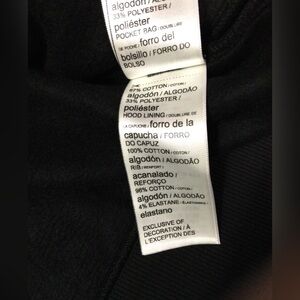 algodón / AL
33% POLYESTER /
poliéster
POCKET BAG / DOUBLURE
DE POCHE / forro del
bolsillo / FORRO DO
BOLSO
67% COTTON / COTON /
algodón / ALGODÃO
33% POLYESTER /
poliéster
HOOD LINING / DOUBLURE DE
LA CAPUCHE / forro de la
capucha / FORRO
DO CAPUZ
100% COTTON / COTON /
algodón / ALGODÃO
RIB / RENFORT /
acanalado /
REFORÇO
96% COTTON / COTON /
algodón / ALGODÃO
4% ELASTANE / ELASTHANNE /
elastano
EXCLUSIVE OF
DECORATION / À
L'EXCEPTION DES